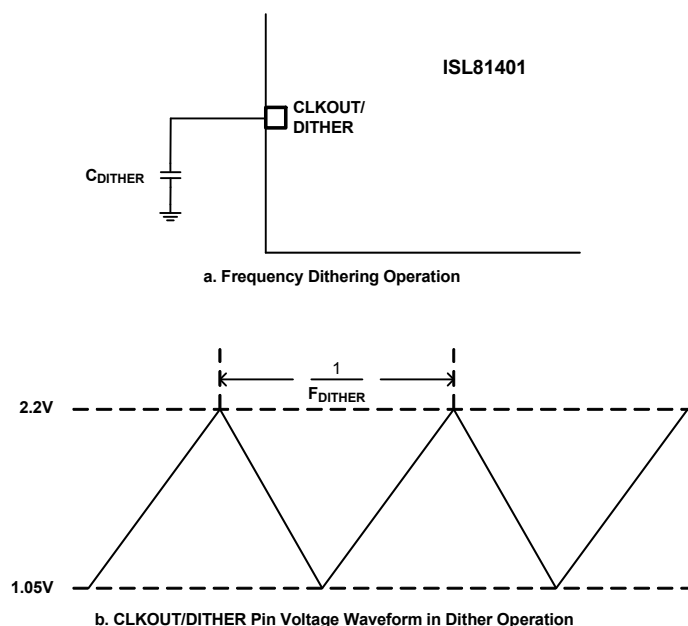 ISL81401
CLKOUT/
DITHER
CDITHER
a. Frequency Dithering Operation
1
FDITHER
2.2V
1.05V
b. CLKOUT/DITHER Pin Voltage Waveform in Dither Operation